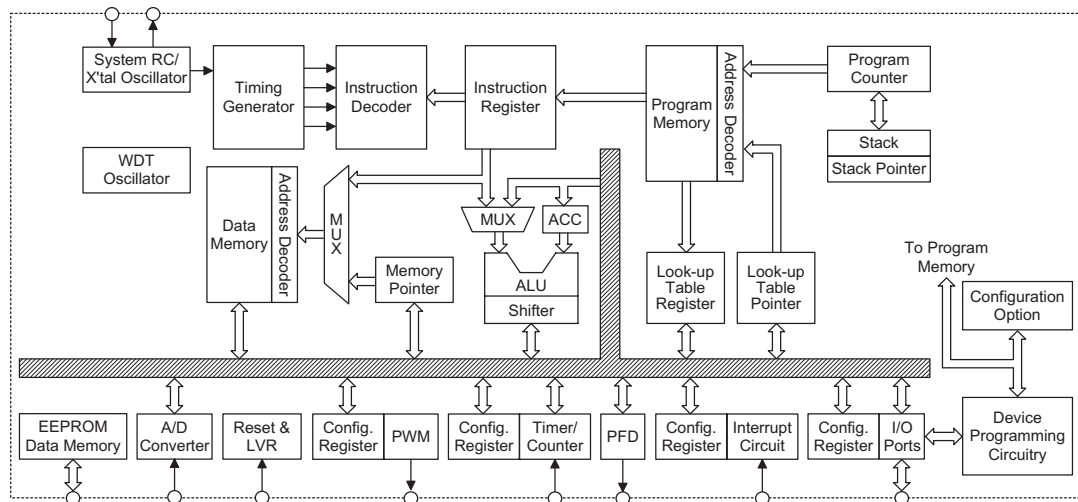 System RC/
X'tal Oscillator
Timing
Generator
Instruction
Decoder
Instruction
Register
Program
Memory
Address Decoder
Program
Counter
Stack
Stack Pointer
WDT
Oscillator
Data
Memory
Address Decoder
MUX
Memory
Pointer
MUX
ACC
ALU
Shifter
Look-up
Table
Register
Look-up
Table
Pointer
To Program
Memory
Configuration
Option
EEPROM
Data Memory
A/D
Converter
Reset &
LVR
Config.
Register
PWM
Config.
Register
Timer/
Counter
PFD
Config.
Register
Interrupt
Circuit
Config.
Register
I/O
Ports
Device
Programming
Circuitry